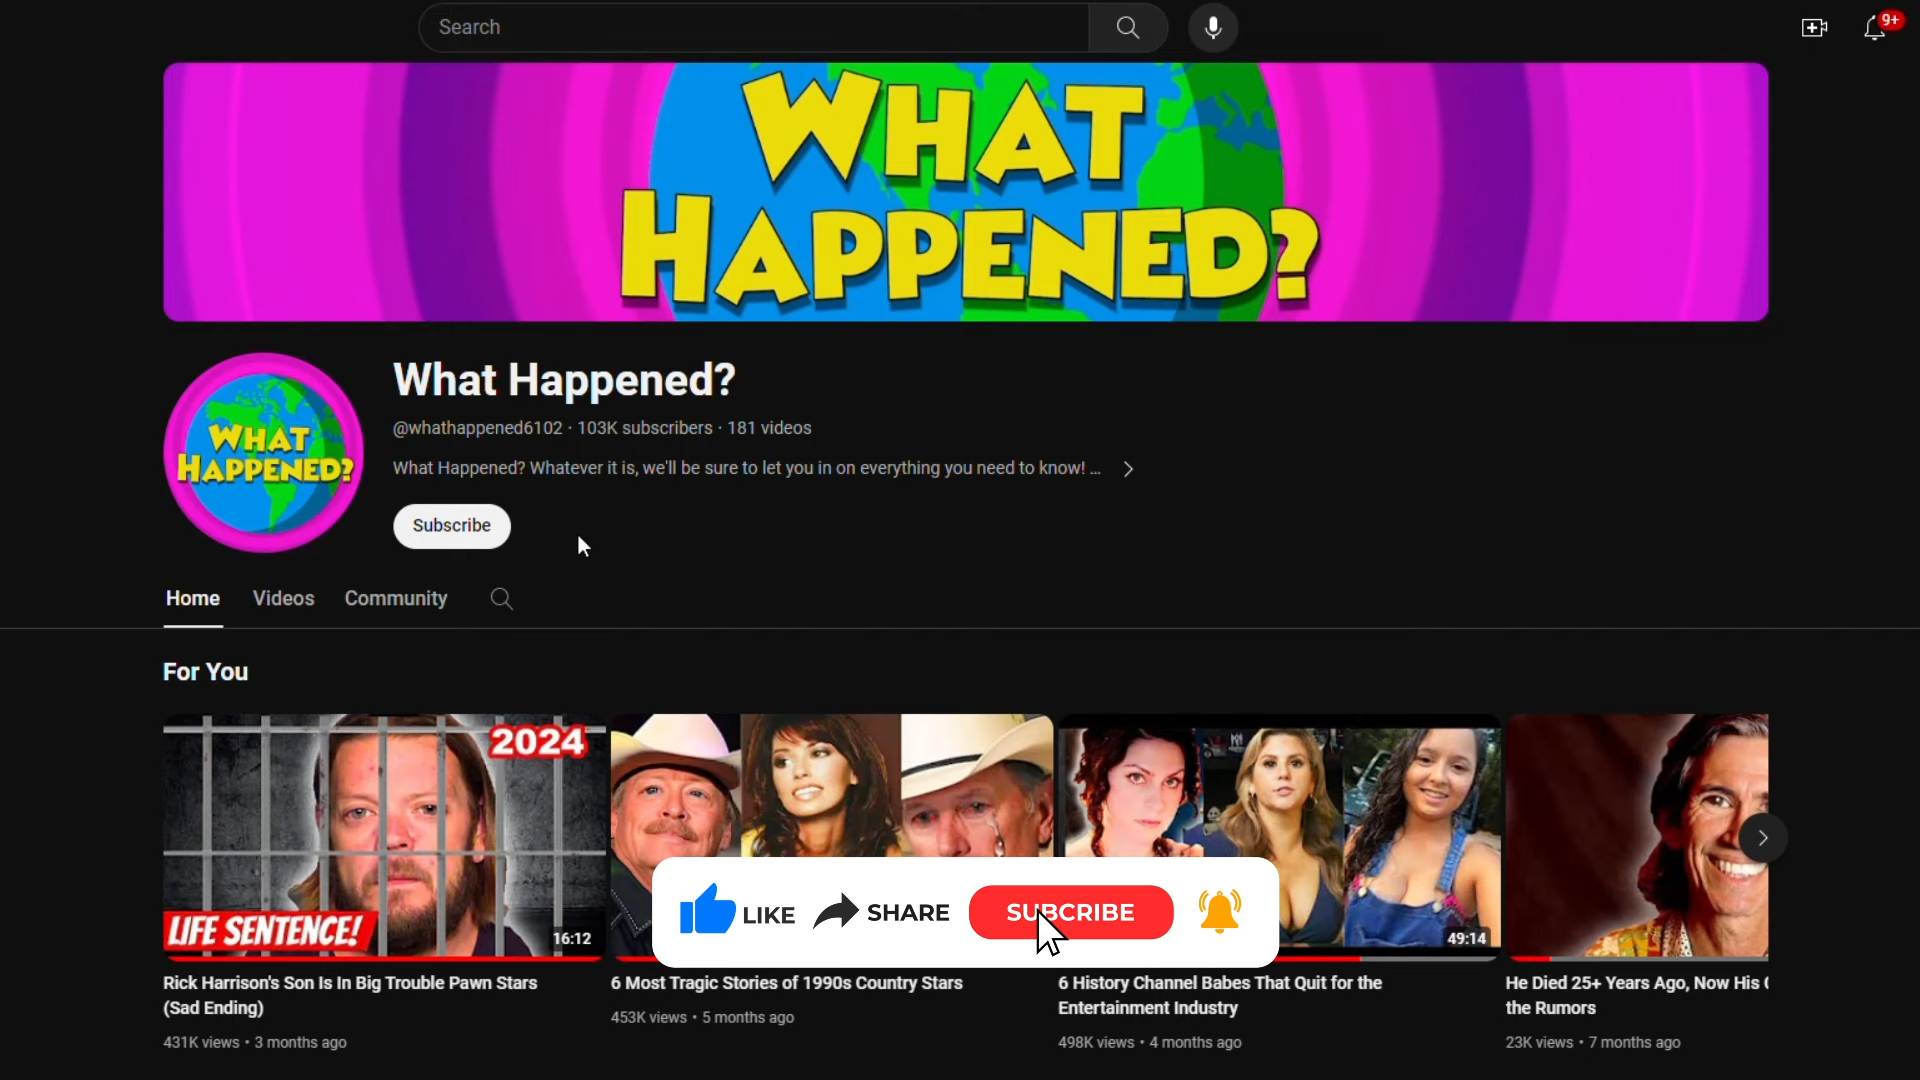 Search
9+
WHAT
HAPPENED?
WHAT
HAPPENED?
What Happened?
@whathappened6102 · 103K subscribers · 181 videos
What Happened? Whatever it is, we'll be sure to let you in on everything you need to know! ...
Subscribe
Home Videos Community
For You
2024
LIFE SENTENCE!
16:12
49:14
LIKE SHARE SUBSCRIBE
Rick Harrison's Son Is In Big Trouble Pawn Stars
(Sad Ending)
431K views • 3 months ago
6 Most Tragic Stories of 1990s Country Stars
453K views • 5 months ago
6 History Channel Babes That Quit for the
Entertainment Industry
498K views • 4 months ago
He Died 25+ Years Ago, Now His
the Rumors
23K views • 7 months ago